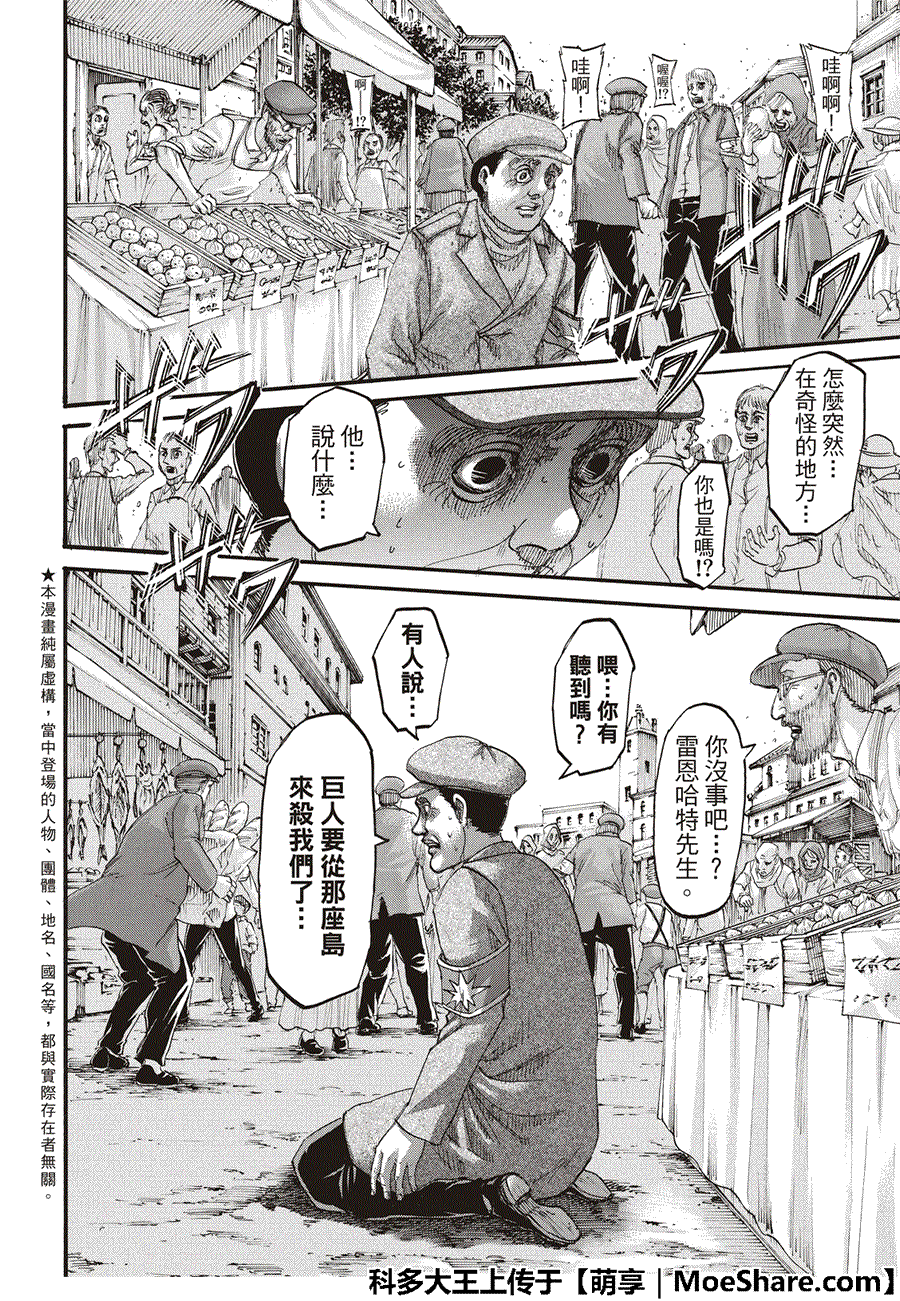 哇啊啊！
喔喔!?
啊!?
哇啊！
怎麼突然…
在奇怪的地方…
你也是嗎!?
他…
說什麼…
你沒事吧…？
雷恩哈特先生。
喂…你有
聽到嗎？
有人說…
巨人要從那座島
來殺我們了…
★本漫畫純屬虛構，當中登場的人物、團體、地名、國名等，都與實際存在者無關。
科多大王上传于【萌享｜MoeShare.com】